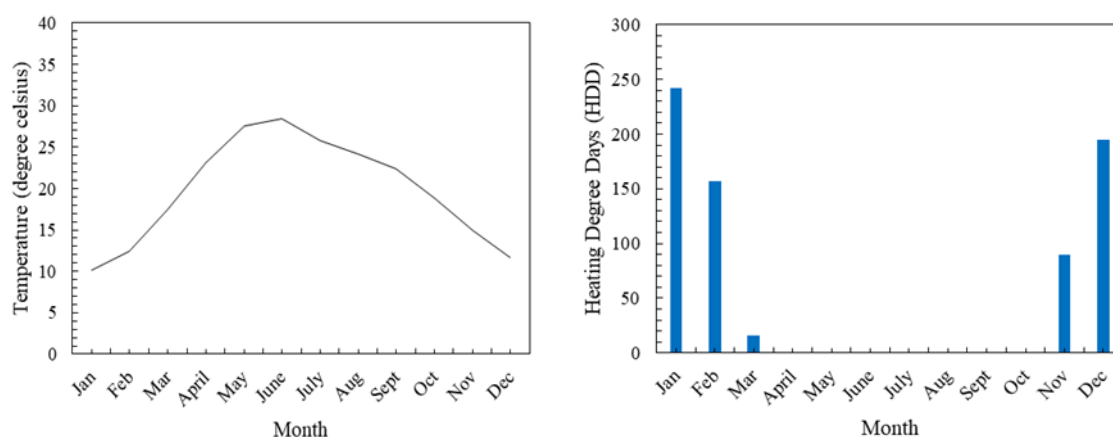 Temperature (degree celsius)
40
35
30
25
20
15
10
5
0
Jan
Feb
Mar
April
May
June
July
Aug
Sept
Oct
Nov
Dec
Month
Heating Degree Days (HDD)
300
250
200
150
100
50
0
Jan
Feb
Mar
April
May
June
July
Aug
Sept
Oct
Nov
Dec
Month